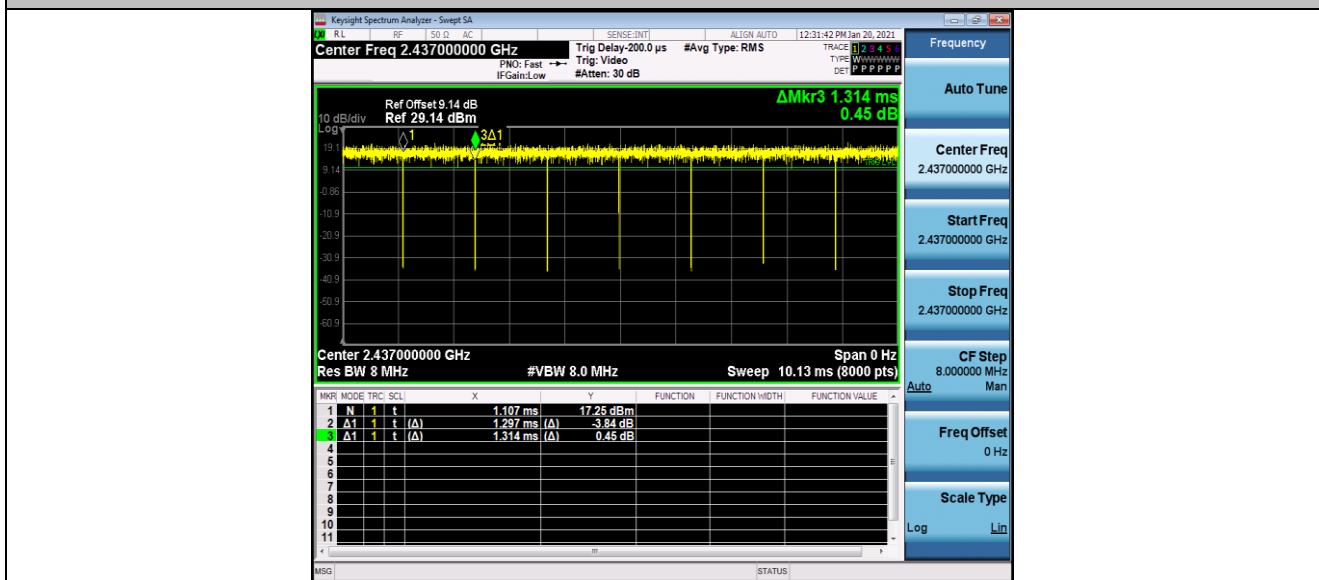 Keysight Spectrum Analyzer - Swept SA
RL RF 50 Ω AC SENSE:INT ALIGN AUTO 12:31:42 PM Jan 20, 2021
Center Freq 2.437000000 GHz Trig Delay-200.0 µs #Avg Type: RMS TRACE 1 2 3 4 5 6
PNO: Fast Trig: Video TYPE WWWWWW
IFGain:Low #Atten: 30 dB DET P P P P P P
ΔMkr3 1.314 ms
Ref Offset 9.14 dB 0.45 dB
10 dB/div Ref 29.14 dBm
Log
1 3Δ1
19.1
9.14
-0.86
-10.9
-20.9
-30.9
-40.9
-50.9
-60.9
Center 2.437000000 GHz Span 0 Hz
Res BW 8 MHz #VBW 8.0 MHz Sweep 10.13 ms (8000 pts)
MKR MODE TRC SCL X Y FUNCTION FUNCTION WIDTH FUNCTION VALUE
1 N 1 t 1.107 ms 17.25 dBm
2 Δ1 1 t (Δ) 1.297 ms (Δ) -3.84 dB
3 Δ1 1 t (Δ) 1.314 ms (Δ) 0.45 dB
4
5
6
7
8
9
10
11
MSG STATUS
Frequency
Auto Tune
Center Freq
2.437000000 GHz
Start Freq
2.437000000 GHz
Stop Freq
2.437000000 GHz
CF Step
8.000000 MHz
Auto Man
Freq Offset
0 Hz
Scale Type
Log Lin